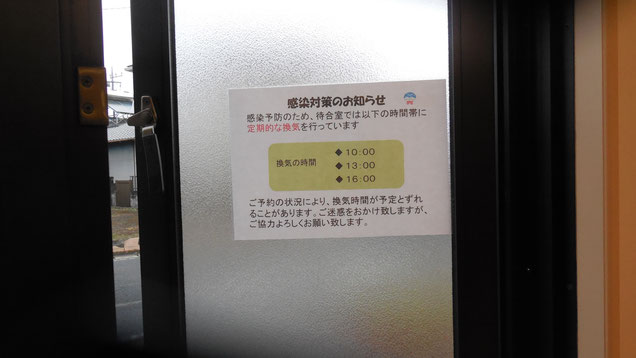 感染対策のお知らせ
感染予防のため、待合室では以下の時間帯に
定期的な換気を行っています
換気の時間
◆10:00
◆13:00
◆16:00
ご予約の状況により、換気時間が予定とずれ
ることがあります。ご迷惑をおかけ致しますが、
ご協力よろしくお願い致します。